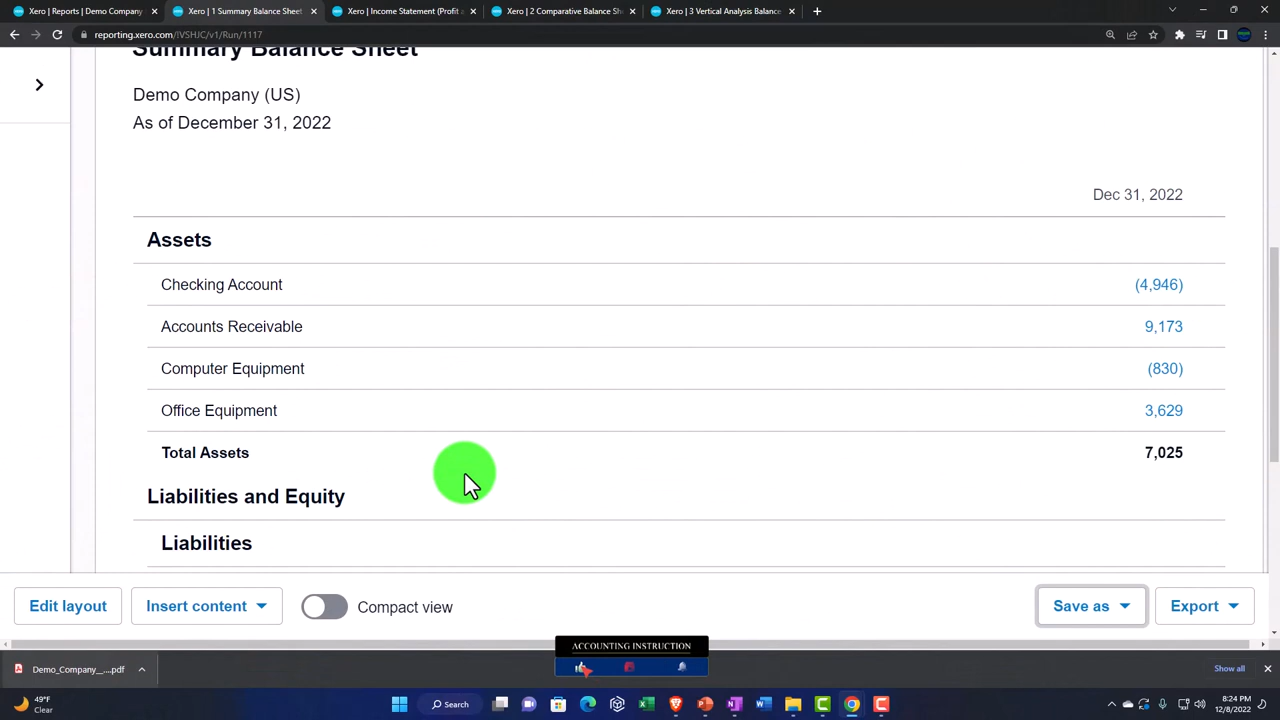 Xero | Reports | Demo Company
Xero | 1 Summary Balance Sheet
Xero | Income Statement (Profit a
Xero | 2 Comparative Balance Sh
Xero | 3 Vertical Analysis Balance
reporting.xero.com/IVSHJC/v1/Run/1117
Summary Balance Sheet
Demo Company (US)
As of December 31, 2022
Dec 31, 2022
Assets
Checking Account (4,946)
Accounts Receivable 9,173
Computer Equipment (830)
Office Equipment 3,629
Total Assets 7,025
Liabilities and Equity
Liabilities
Edit layout Insert content Compact view Save as Export
ACCOUNTING INSTRUCTION
Demo_Company__....pdf Show all
49°F
Clear
Search
8:24 PM
12/8/2022